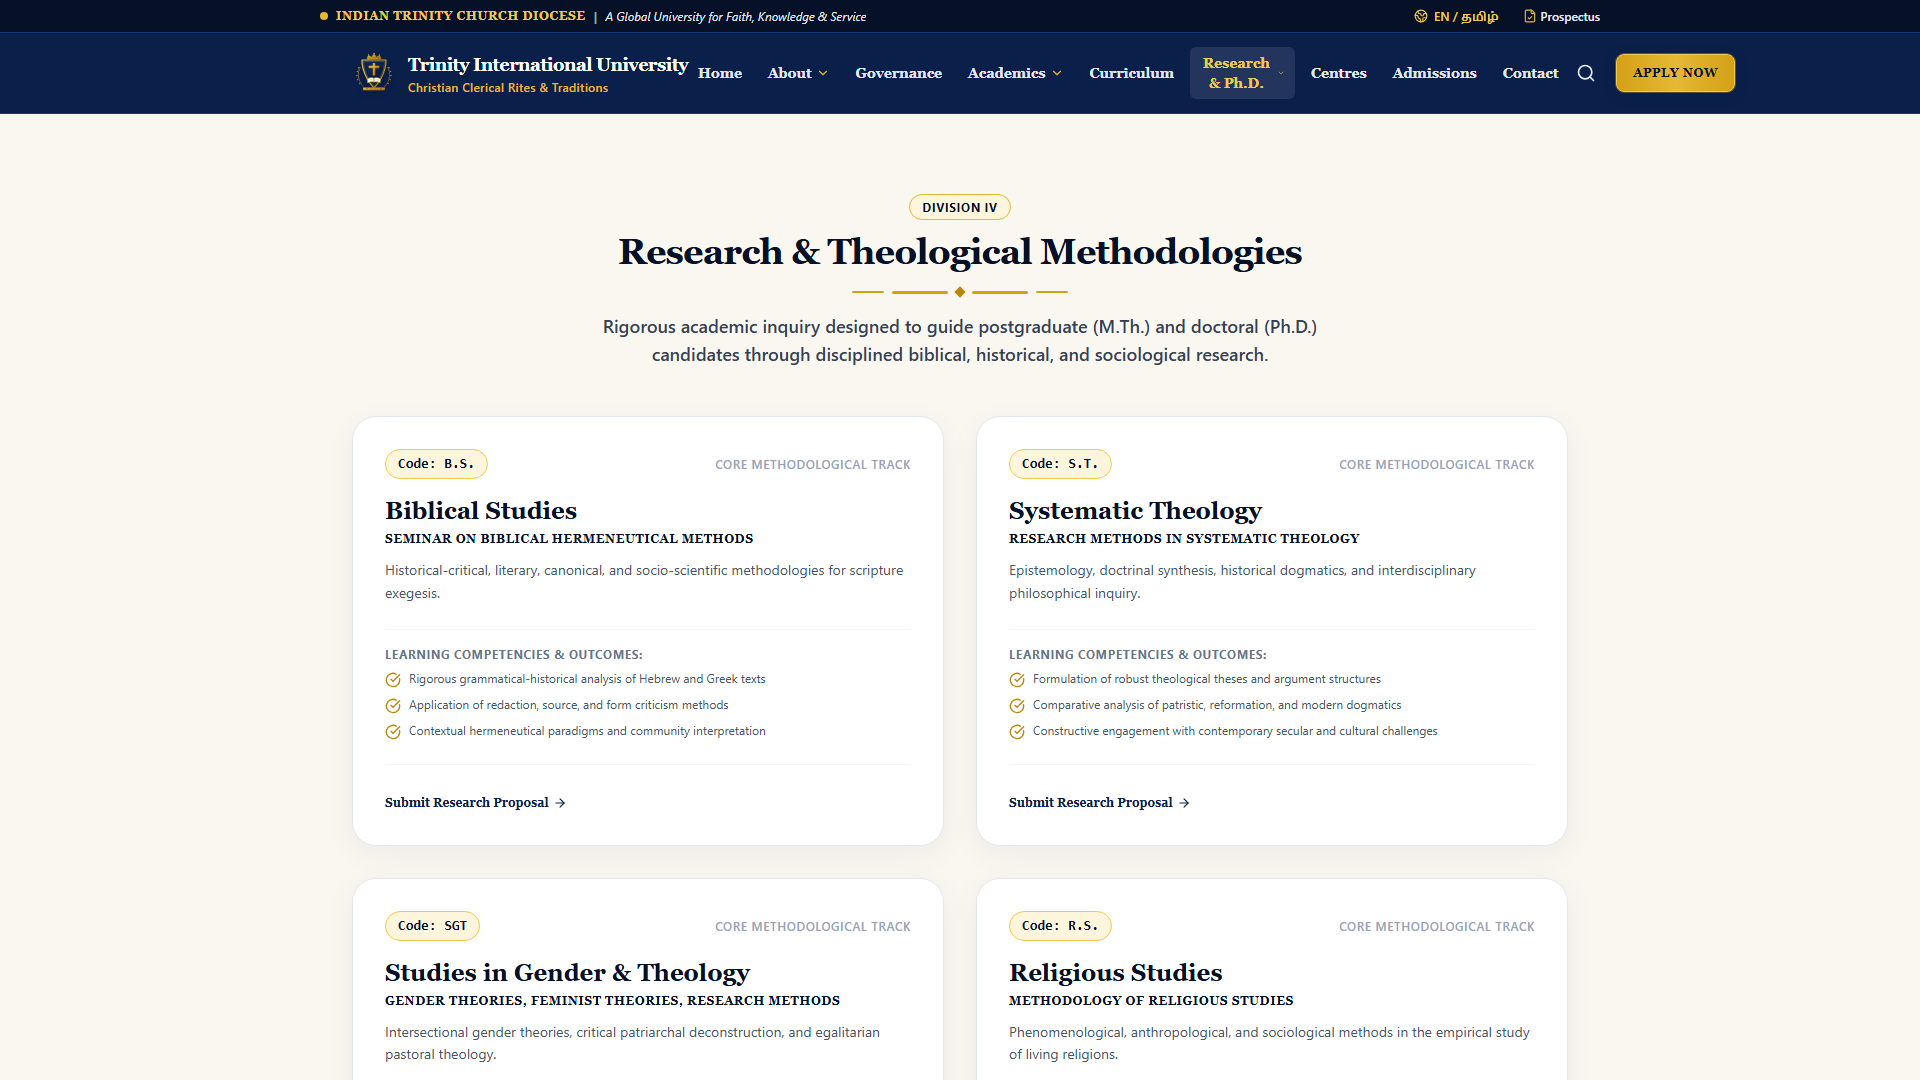 INDIAN TRINITY CHURCH DIOCESE | A Global University for Faith, Knowledge & Service
EN / தமிழ்
Prospectus
Trinity International University
Christian Clerical Rites & Traditions
Home
About
Governance
Academics
Curriculum
Research
& Ph.D.
Centres
Admissions
Contact
APPLY NOW
DIVISION IV
Research & Theological Methodologies
Rigorous academic inquiry designed to guide postgraduate (M.Th.) and doctoral (Ph.D.)
candidates through disciplined biblical, historical, and sociological research.
Code: B.S.
CORE METHODOLOGICAL TRACK
Biblical Studies
SEMINAR ON BIBLICAL HERMENEUTICAL METHODS
Historical-critical, literary, canonical, and socio-scientific methodologies for scripture
exegesis.
LEARNING COMPETENCIES & OUTCOMES:
Rigorous grammatical-historical analysis of Hebrew and Greek texts
Application of redaction, source, and form criticism methods
Contextual hermeneutical paradigms and community interpretation
Submit Research Proposal →
Code: S.T.
CORE METHODOLOGICAL TRACK
Systematic Theology
RESEARCH METHODS IN SYSTEMATIC THEOLOGY
Epistemology, doctrinal synthesis, historical dogmatics, and interdisciplinary
philosophical inquiry.
LEARNING COMPETENCIES & OUTCOMES:
Formulation of robust theological theses and argument structures
Comparative analysis of patristic, reformation, and modern dogmatics
Constructive engagement with contemporary secular and cultural challenges
Submit Research Proposal →
Code: SGT
CORE METHODOLOGICAL TRACK
Studies in Gender & Theology
GENDER THEORIES, FEMINIST THEORIES, RESEARCH METHODS
Intersectional gender theories, critical patriarchal deconstruction, and egalitarian
pastoral theology.
Code: R.S.
CORE METHODOLOGICAL TRACK
Religious Studies
METHODOLOGY OF RELIGIOUS STUDIES
Phenomenological, anthropological, and sociological methods in the empirical study
of living religions.